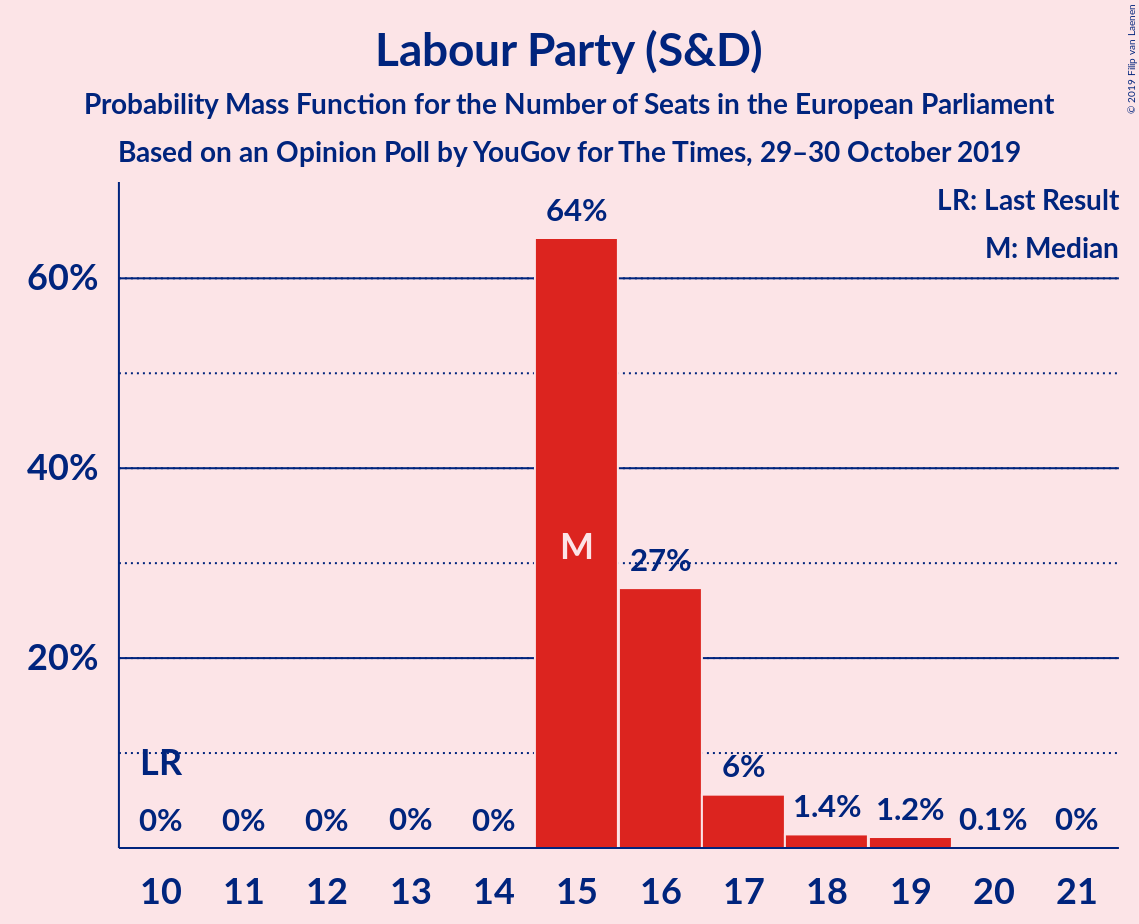 Labour Party (S&D)
Probability Mass Function for the Number of Seats in the European Parliament
Based on an Opinion Poll by YouGov for The Times, 29–30 October 2019
© 2019 Filip van Laenen
LR: Last Result
M: Median
60%
40%
20%
64%
M
27%
LR
6%
0% 0% 0% 0% 0% 1.4% 1.2% 0.1% 0%
10 11 12 13 14 15 16 17 18 19 20 21